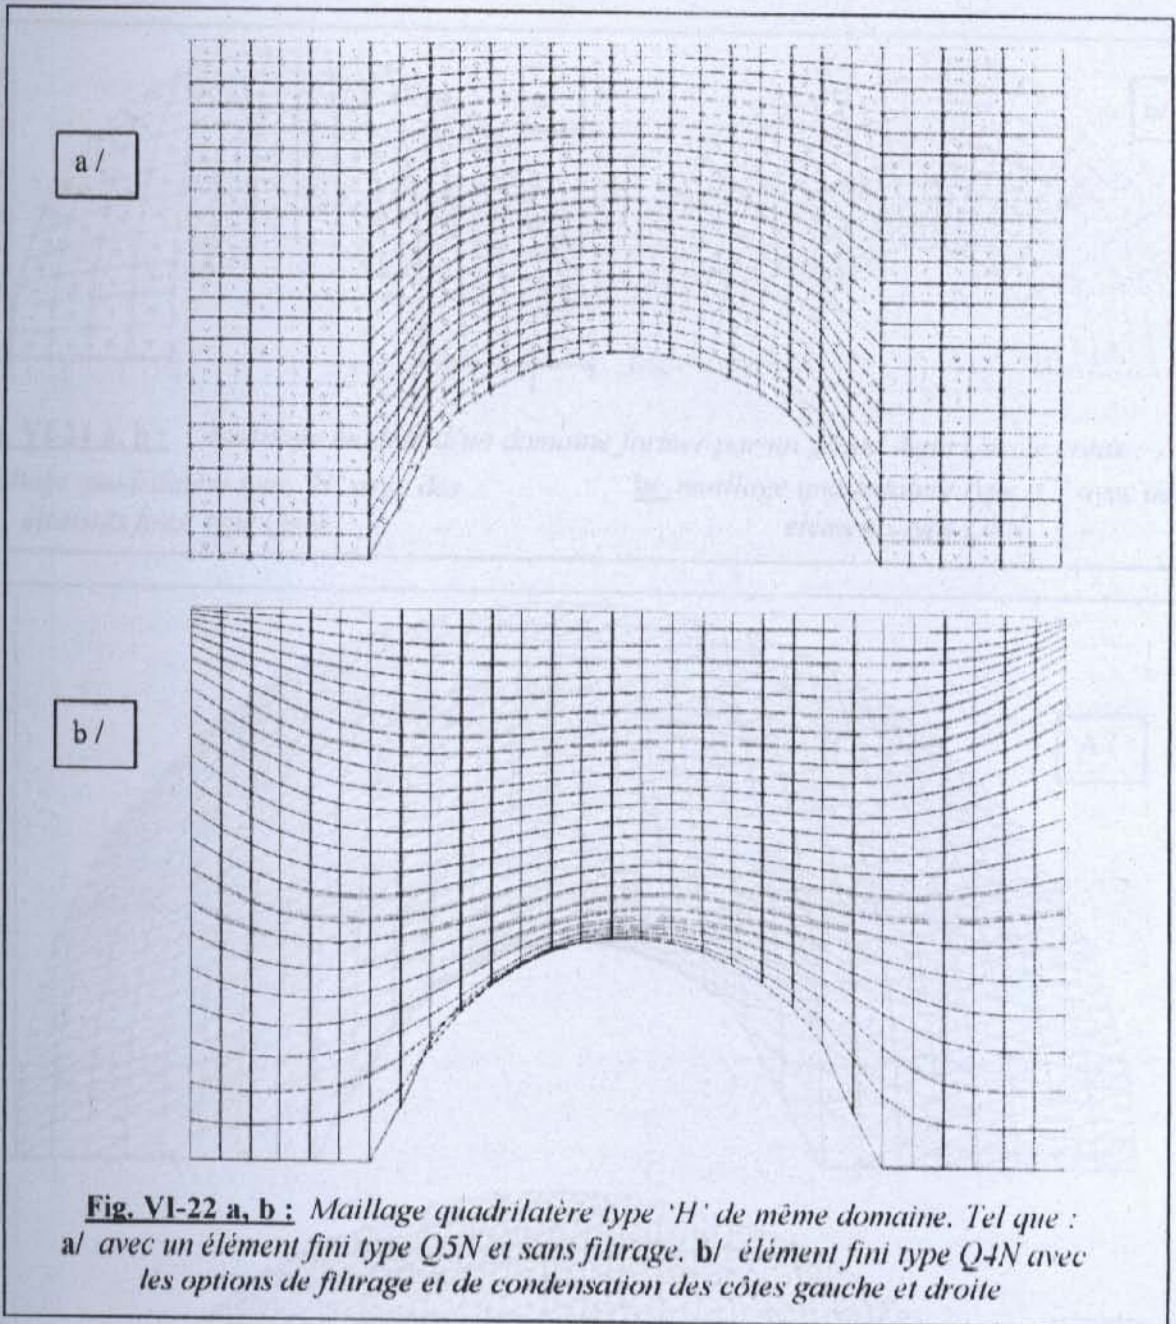 a /
b /
Fig. VI-22 a, b : Maillage quadrilatère type 'H' de même domaine. Tel que :
a/ avec un élément fini type Q5N et sans filtrage. b/ élément fini type Q4N avec
les options de filtrage et de condensation des côtes gauche et droite